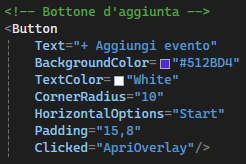 <!-- Bottone d'aggiunta -->
<Button
Text="+ Aggiungi evento"
BackgroundColor="#512BD4"
TextColor="White"
CornerRadius="10"
HorizontalOptions="Start"
Padding="15,8"
Clicked="ApriOverlay"/>